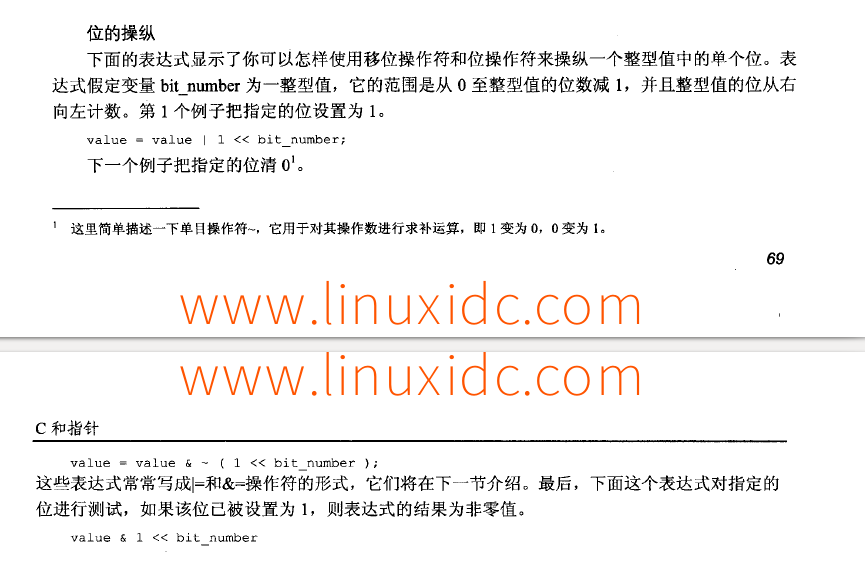 位的操纵
下面的表达式显示了你可以怎样使用移位操作符和位操作符来操纵一个整型值中的单个位。表
达式假定变量 bit_number 为一整型值，它的范围是从 0 至整型值的位数减 1，并且整型值的位从右
向左计数。第 1 个例子把指定的位设置为 1。
value = value | 1 << bit_number;
下一个例子把指定的位清 0¹。
¹ 这里简单描述一下单目操作符~，它用于对其操作数进行求补运算，即 1 变为 0，0 变为 1。
69
www.linuxidc.com
www.linuxidc.com
C 和指针
value = value & ~ ( 1 << bit_number );
这些表达式常常写成|=和&=操作符的形式，它们将在下一节介绍。最后，下面这个表达式对指定的
位进行测试，如果该位已被设置为 1，则表达式的结果为非零值。
value & 1 << bit_number